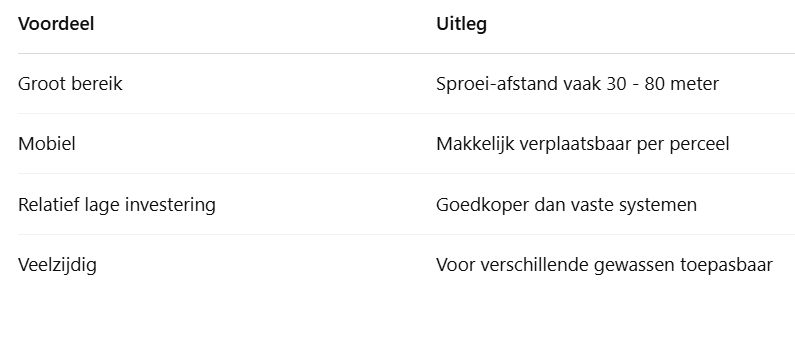 Voordeel Uitleg
Groot bereik Sproei-afstand vaak 30 - 80 meter
Mobiel Makkelijk verplaatsbaar per perceel
Relatief lage investering Goedkoper dan vaste systemen
Veelzijdig Voor verschillende gewassen toepasbaar